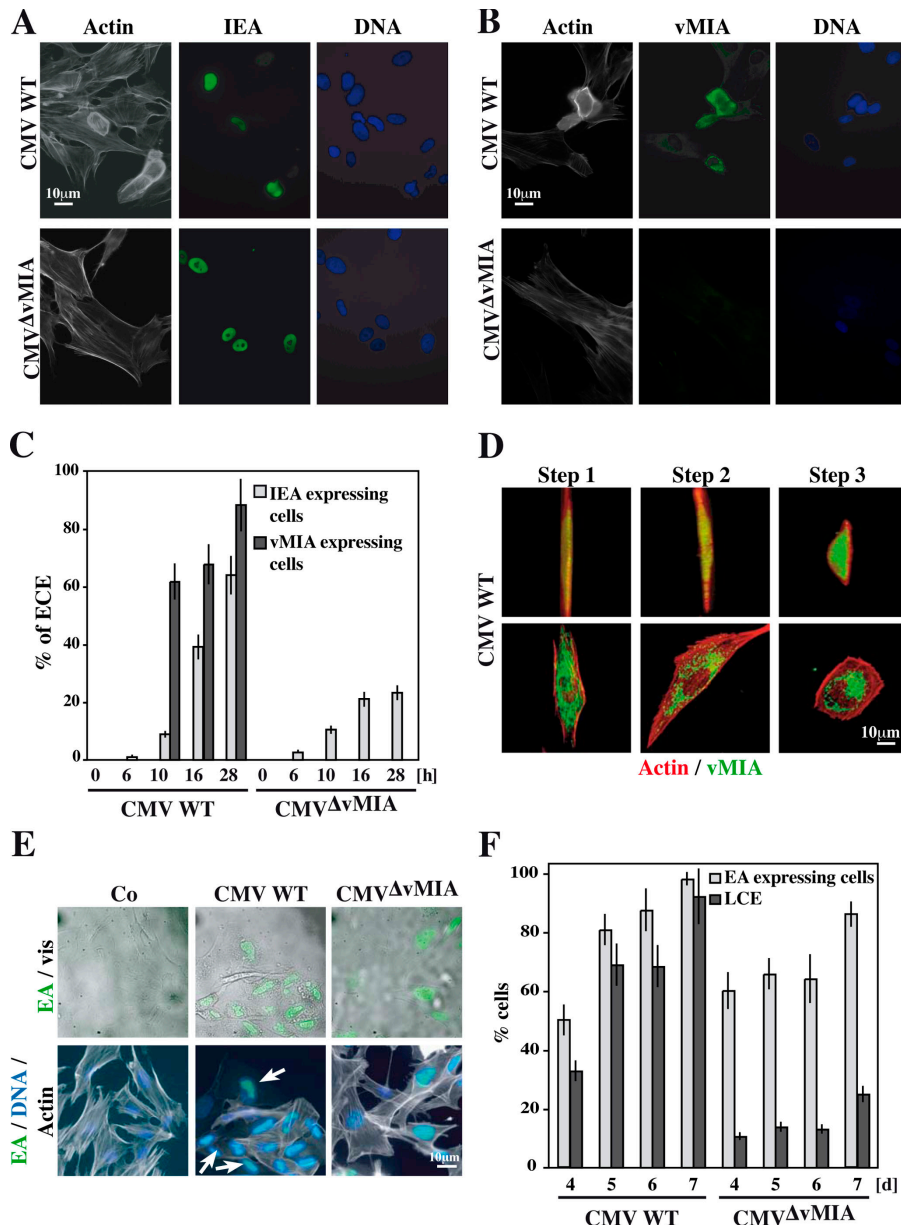 A
Actin IEA DNA
CMV WT
10μm
CMVΔvMIA
B
Actin vMIA DNA
CMV WT
10μm
CMVΔvMIA
C
% of ECE
100
80
60
40
20
0
IEA expressing
cells
vMIA expressing
cells
0 6 10 16 28 0 6 10 16 28 [h]
CMV WT CMVΔvMIA
D
Step 1 Step 2 Step 3
CMV WT
10μm
Actin / vMIA
E
Co CMV WT CMVΔvMIA
EA / vis
EA / DNA /
Actin
10μm
F
% cells
100
80
60
40
20
0
EA expressing cells
LCE
4 5 6 7 4 5 6 7 [d]
CMV WT CMVΔvMIA